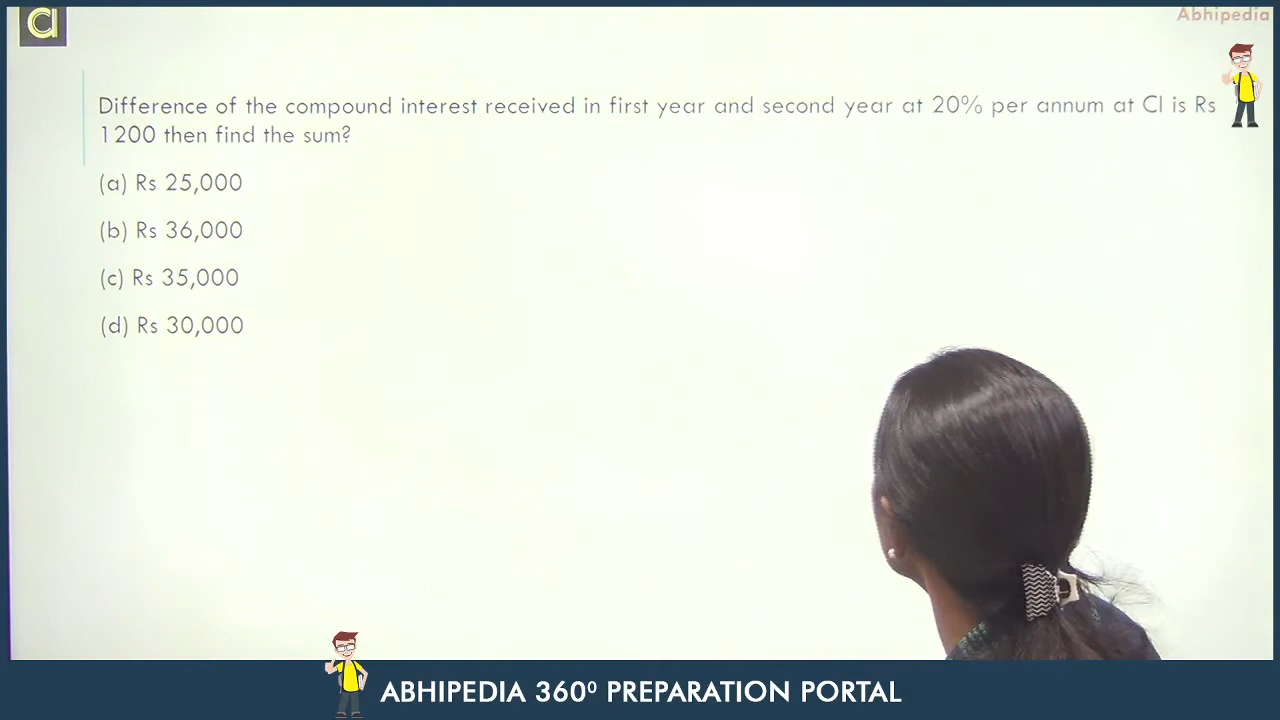 a
Abhipedia
Difference of the compound interest received in first year and second year at 20% per annum at CI is Rs
1200 then find the sum?
(a) Rs 25,000
(b) Rs 36,000
(c) Rs 35,000
(d) Rs 30,000
ABHIPEDIA 360⁰ PREPARATION PORTAL